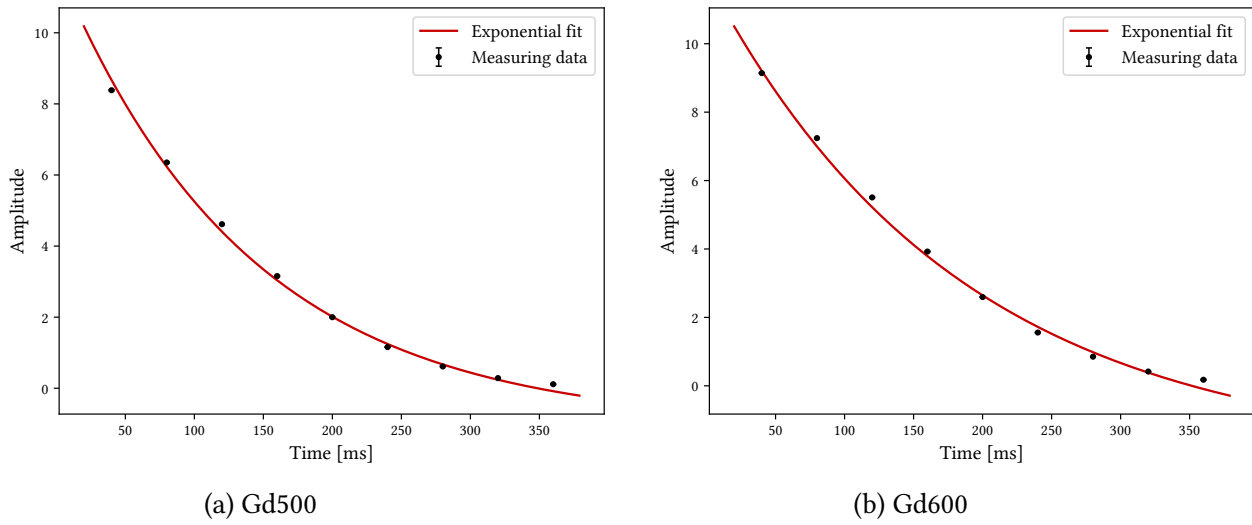 Exponential fit
Measuring data
10
8
6
4
2
0
Amplitude
50 100 150 200 250 300 350
Time [ms]
(a) Gd500
Exponential fit
Measuring data
10
8
6
4
2
0
Amplitude
50 100 150 200 250 300 350
Time [ms]
(b) Gd600